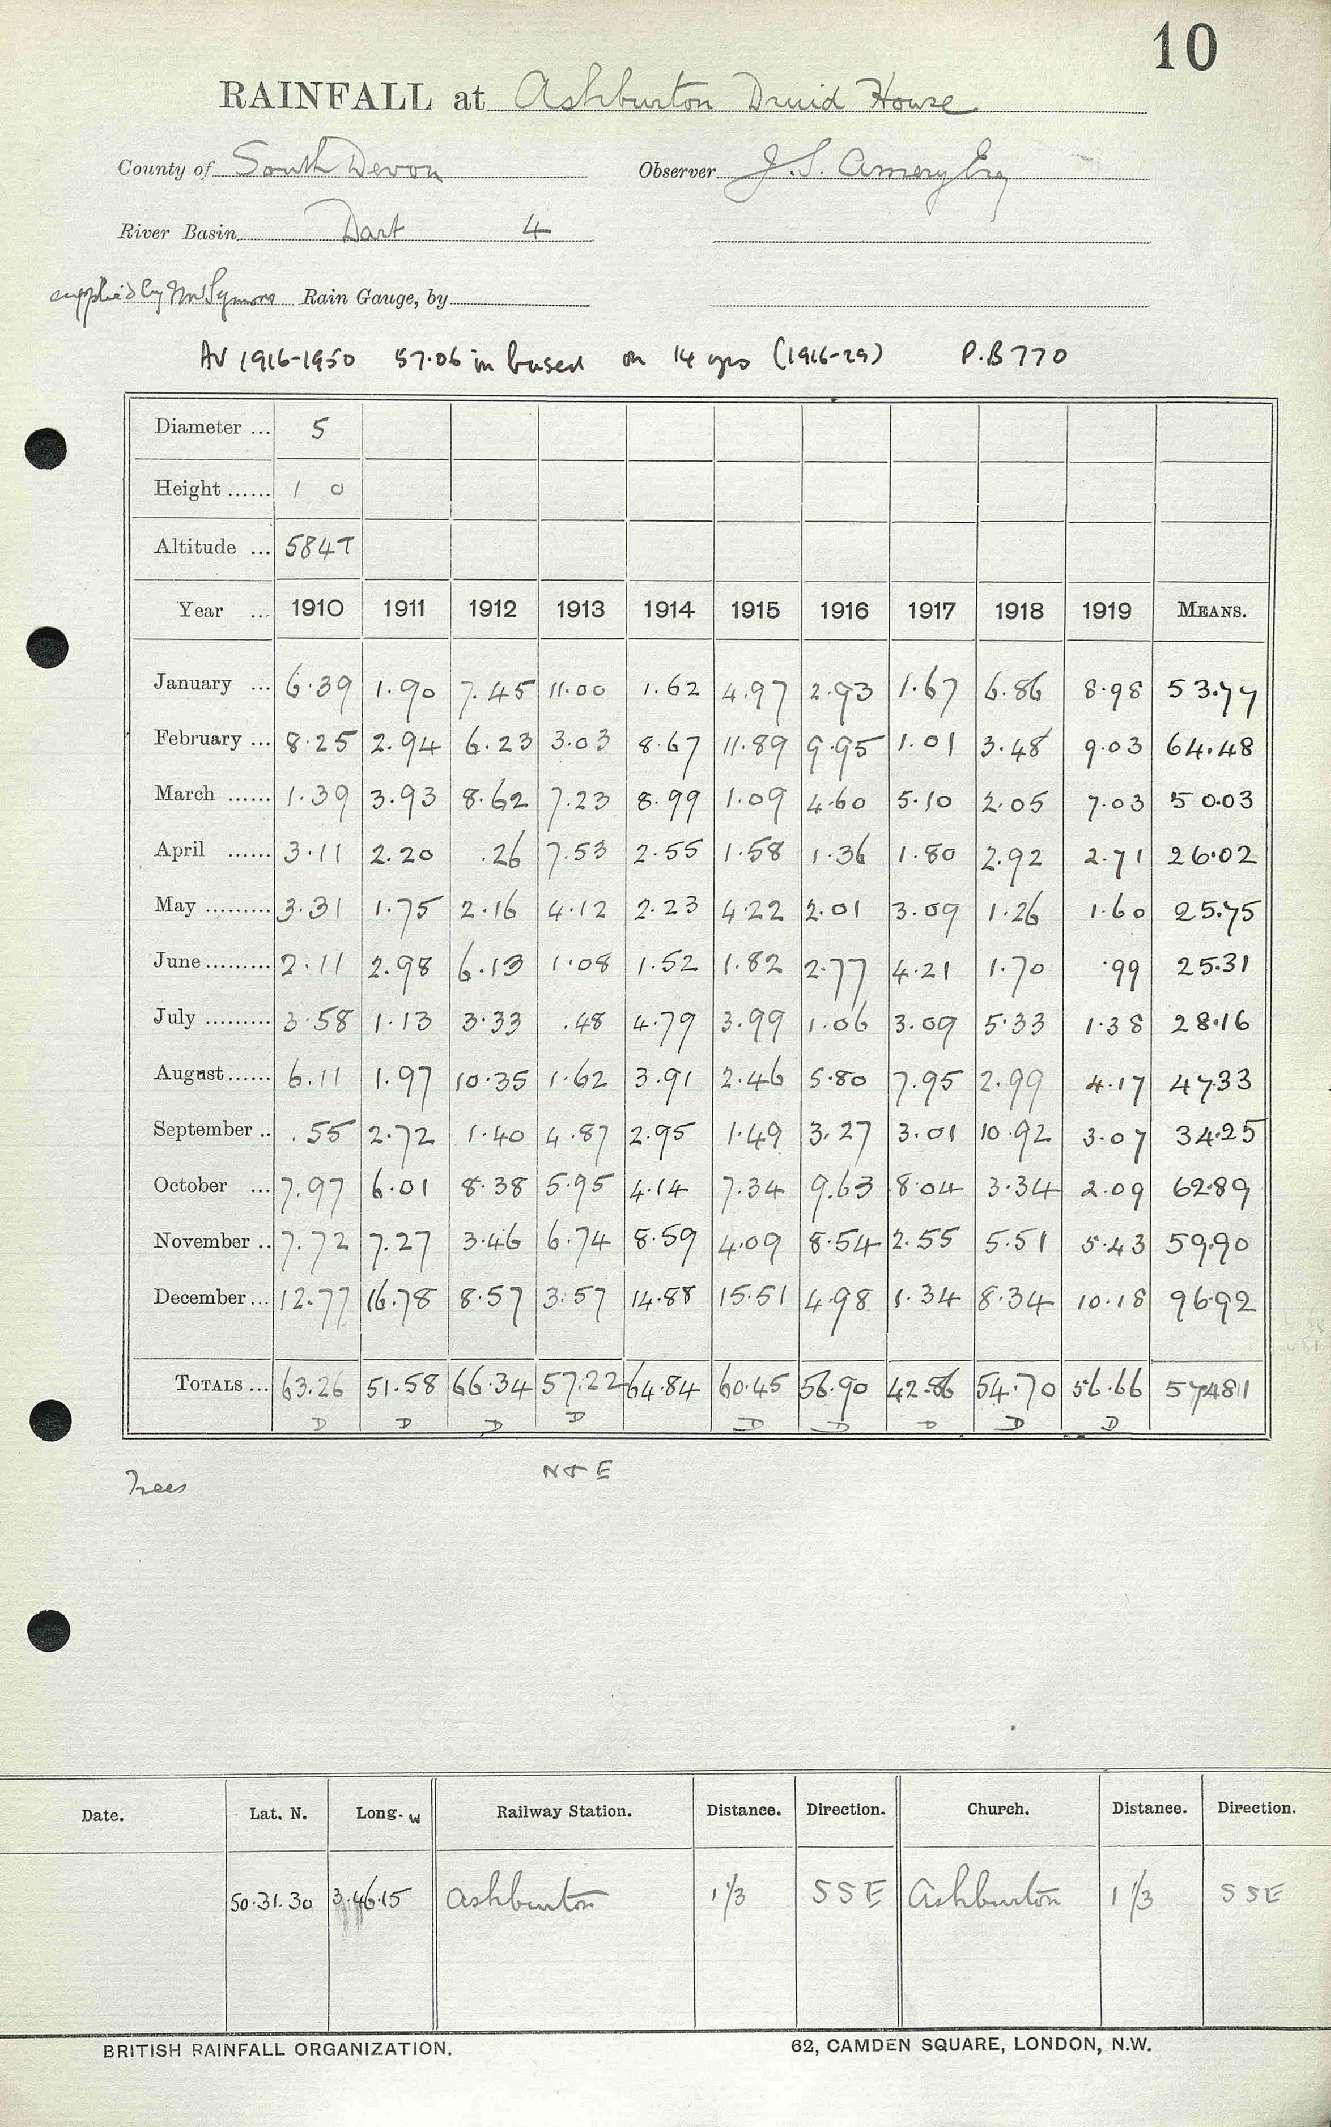 10
RAINFALL at Ashburton Druid House
County of South Devon Observer J.S. Amery Esq
River Basin Dart 4
supplied by Mr Symons Rain Gauge, by
AV 1916-1950 57.06 in based on 14 yrs (1916-29) P.B 770
Diameter ... 5
Height ...... 1 0
Altitude ... 584T
Year ... 1910 1911 1912 1913 1914 1915 1916 1917 1918 1919 MEANS.
January ... 6.39 1.90 7.45 11.00 1.62 4.97 2.93 1.67 6.86 8.98 53.77
February ... 8.25 2.94 6.23 3.03 8.67 11.89 9.95 1.01 3.48 9.03 64.48
March ...... 1.39 3.93 8.62 7.23 8.99 1.09 4.60 5.10 2.05 7.03 50.03
April ...... 3.11 2.20 .26 7.53 2.55 1.58 1.36 1.80 2.92 2.71 26.02
May ......... 3.31 1.75 2.16 4.12 2.23 4.22 2.01 3.09 1.26 1.60 25.75
June ......... 2.11 2.98 6.13 1.08 1.52 1.82 2.77 4.21 1.70 .99 25.31
July ......... 3.58 1.13 3.33 .48 4.79 3.99 1.06 3.09 5.33 1.38 28.16
August ...... 6.11 1.97 10.35 1.62 3.91 2.46 5.80 7.95 2.99 4.17 47.33
September .. .55 2.72 1.40 4.87 2.95 1.49 3.27 3.01 10.92 3.07 34.25
October ... 7.97 6.01 8.38 5.95 4.14 7.34 9.63 8.04 3.34 2.09 62.89
November .. 7.72 7.27 3.46 6.74 8.59 4.09 8.54 2.55 5.51 5.43 59.90
December ... 12.77 16.78 8.57 3.57 14.88 15.51 4.98 1.34 8.34 10.18 96.92
TOTALS ... 63.26 51.58 66.34 57.22 64.84 60.45 56.90 42.86 54.70 56.66 574.81
D D D D D D D D D
Trees N & E
Date. Lat. N. Long. W Railway Station. Distance. Direction. Church. Distance. Direction.
50.31.30 3.46.15 Ashburton 1 1/3 SSE Ashburton 1 1/3 SSE
BRITISH RAINFALL ORGANIZATION. 62, CAMDEN SQUARE, LONDON, N.W.